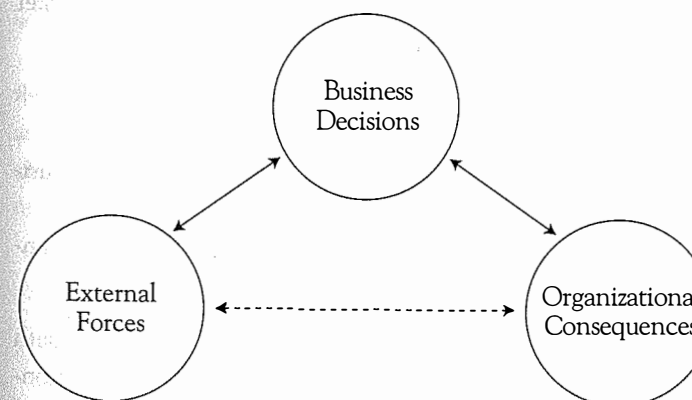 Business
Decisions
External
Forces
Organizationa
Consequences